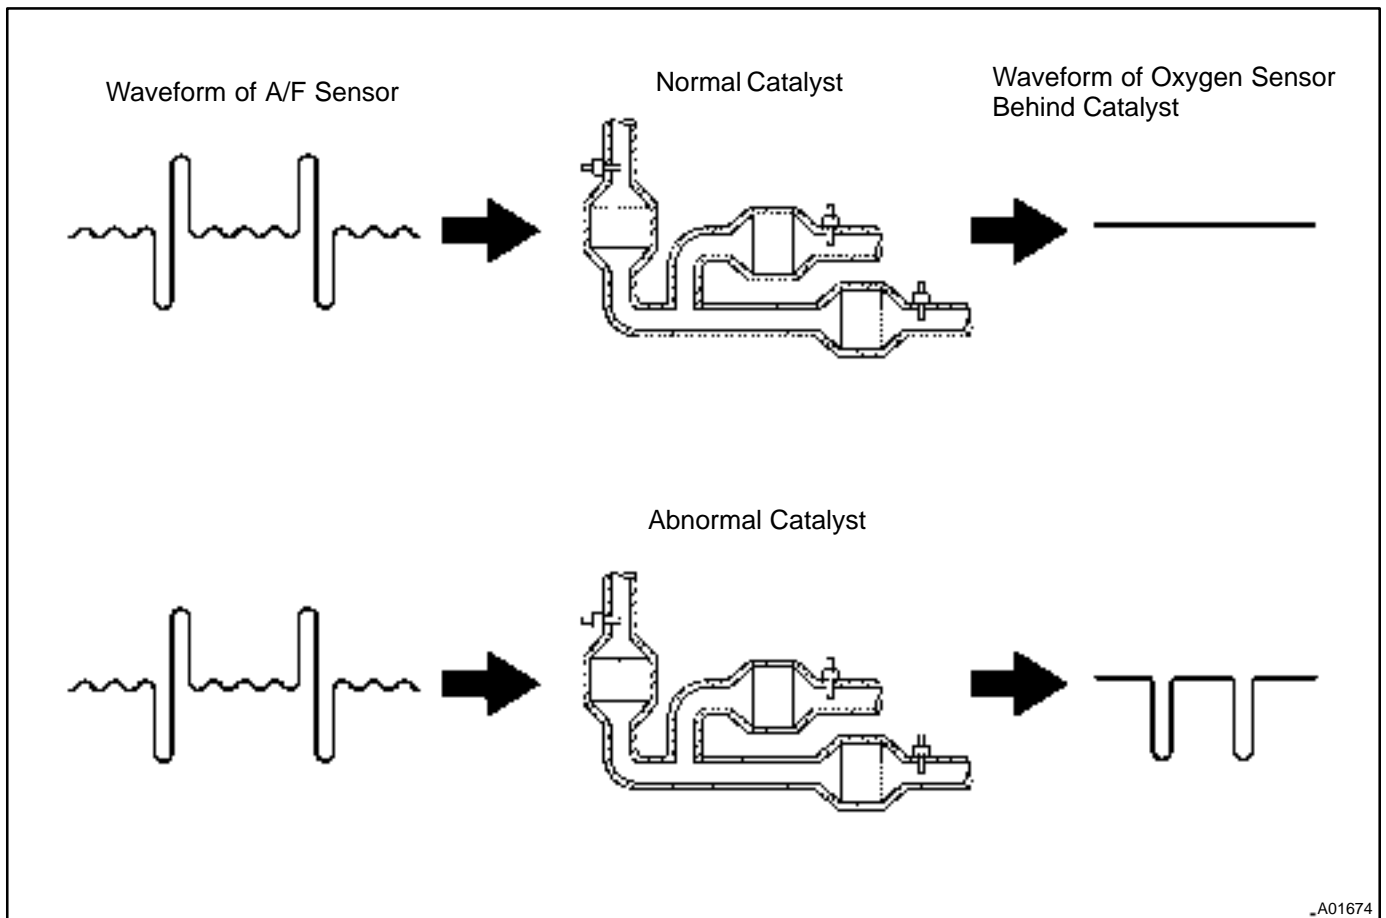 Waveform of A/F Sensor
Normal Catalyst
Waveform of Oxygen Sensor
Behind Catalyst
Abnormal Catalyst
A01674